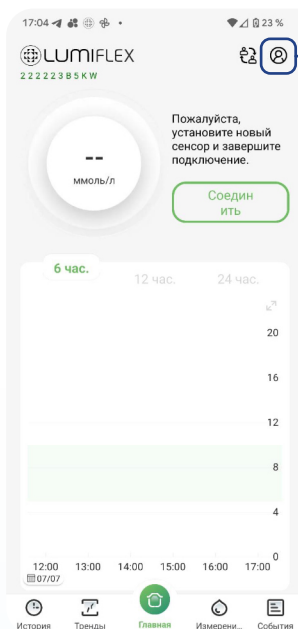 17:04
23 %
LUMIFLEX
222223B5KW
Пожалуйста,
установите новый
сенсор и завершите
подключение.
--
ммоль/л
Соедин
ить
6 час.
12 час.
24 час.
20
16
12
8
4
0
12:00 13:00 14:00 15:00 16:00 17:00
07/07
История Тренды Главная Измерени... События